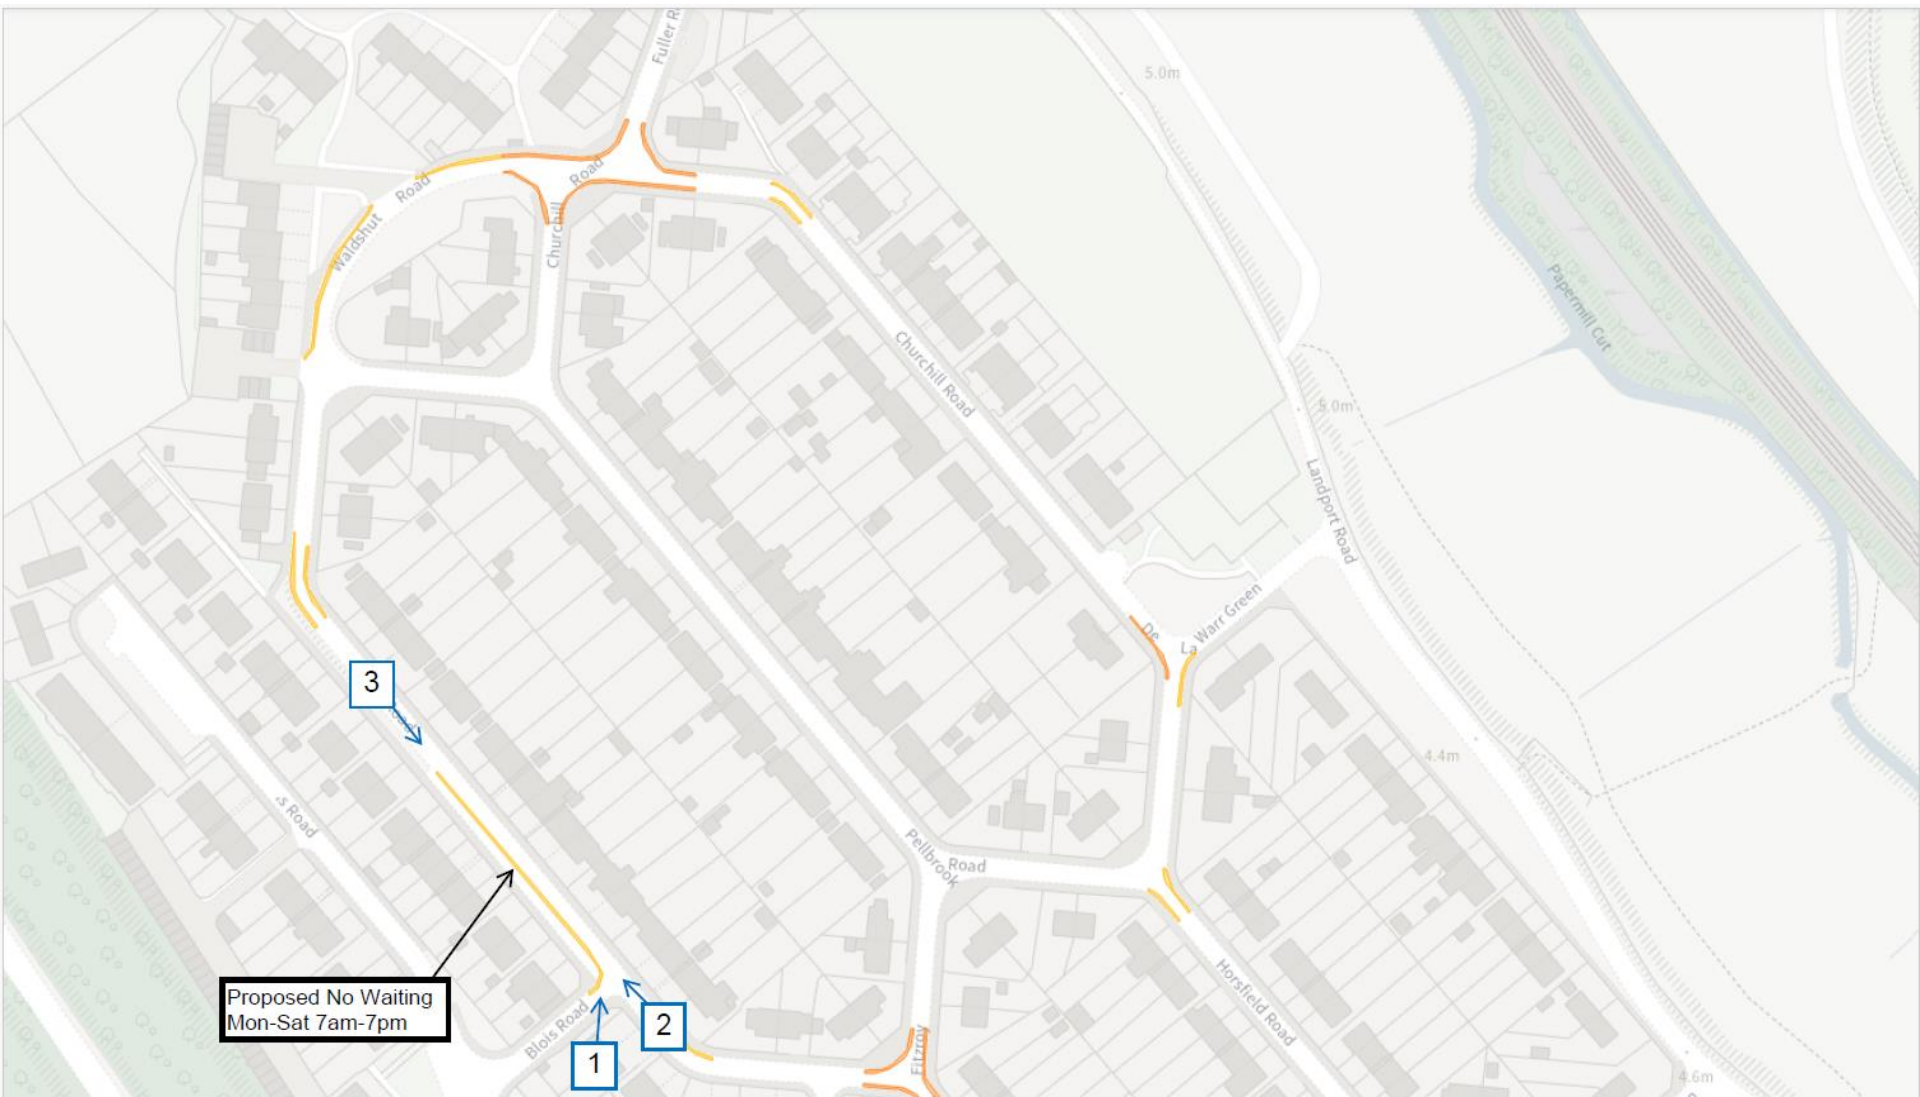 Fuller R
5.0m
Road
Road
Waldshut
Churchill
Papermill Cut
Churchill Road
5.0m
Landport Road
De
La
Warr Green
3
oad
4.4m
s Road
Pellbrook
Road
Proposed No Waiting
Mon-Sat 7am-7pm
Horsfield Road
Blois Road
2
1
Fitzroy
4.6m